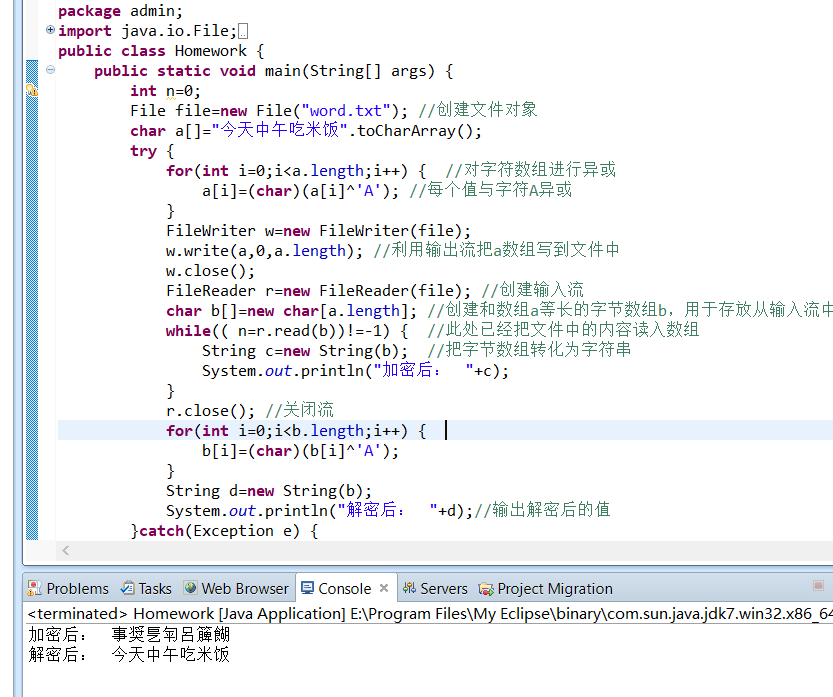 package admin;
import java.io.File;
public class Homework {
public static void main(String[] args) {
int n=0;
File file=new File("word.txt"); //创建文件对象
char a[]="今天中午吃米饭".toCharArray();
try {
for(int i=0;i<a.length;i++) { //对字符数组进行异或
a[i]=(char)(a[i]^'A'); //每个值与字符A异或
}
FileWriter w=new FileWriter(file);
w.write(a,0,a.length); //利用输出流把a数组写到文件中
w.close();
FileReader r=new FileReader(file); //创建输入流
char b[]=new char[a.length]; //创建和数组a等长的字节数组b，用于存放从输入流中
while(( n=r.read(b))!=-1) { //此处已经把文件中的内容读入数组
String c=new String(b); //把字节数组转化为字符串
System.out.println("加密后： "+c);
}
r.close(); //关闭流
for(int i=0;i<b.length;i++) {
b[i]=(char)(b[i]^'A');
}
String d=new String(b);
System.out.println("解密后： "+d);//输出解密后的值
}catch(Exception e) {
Problems Tasks Web Browser Console Servers Project Migration
<terminated> Homework [Java Application] E:\Program Files\My Eclipse\binary\com.sun.java.jdk7.win32.x86_64
加密后： 事奨乬匉呂簲餬
解密后： 今天中午吃米饭